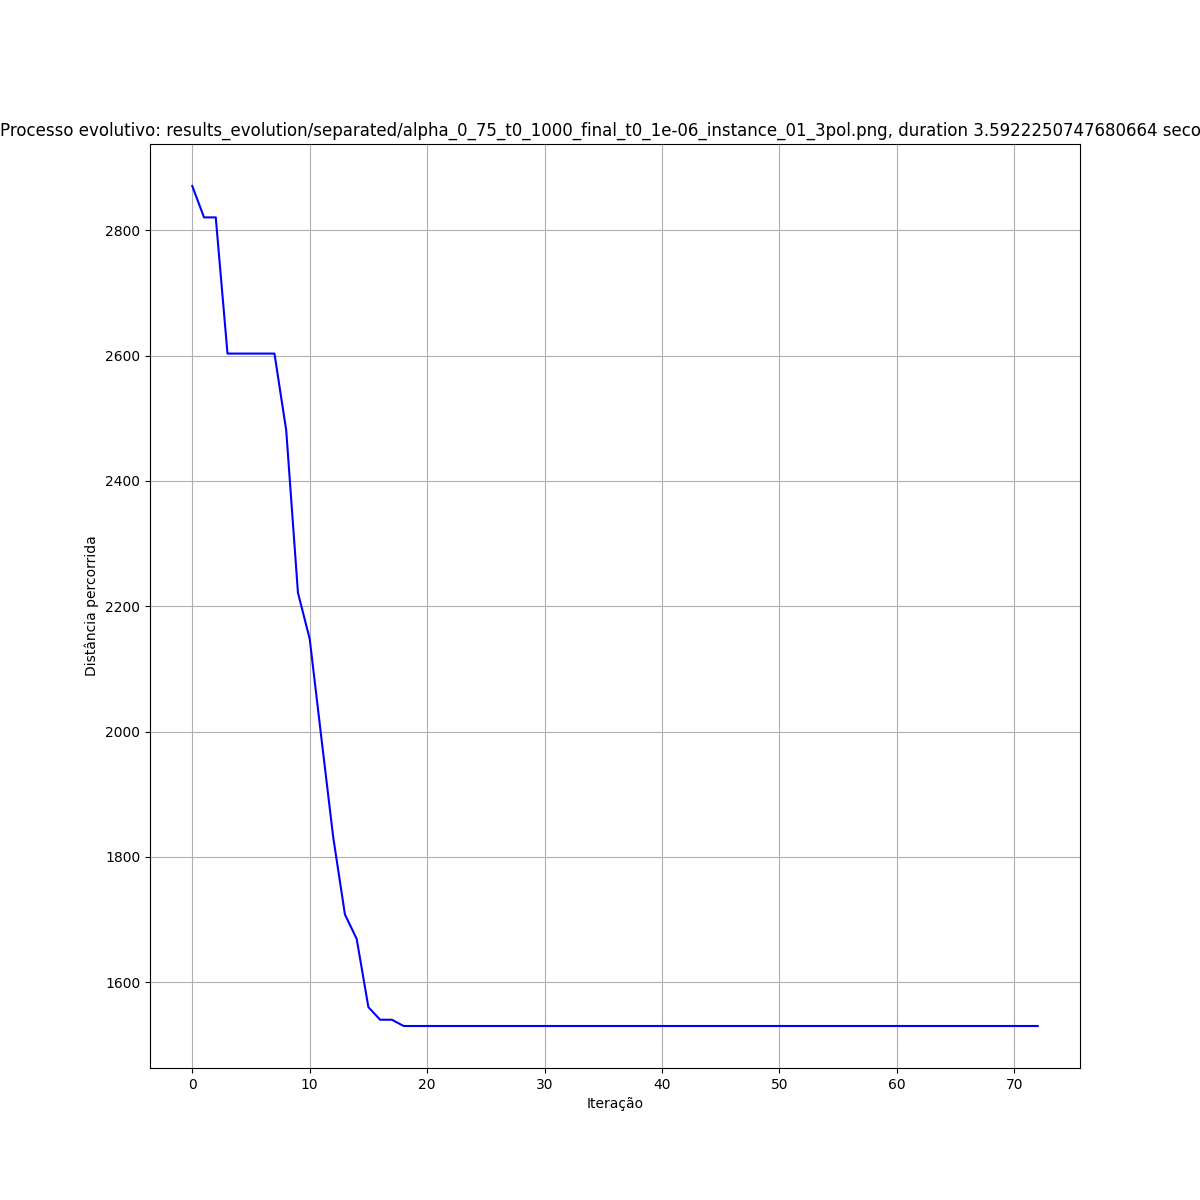 Processo evolutivo: results_evolution/separated/alpha_0_75_t0_1000_final_t0_1e-06_instance_01_3pol.png, duration 3.5922250747680664 seco
2800
2600
2400
2200
2000
1800
1600
Distância percorrida
0 10 20 30 40 50 60 70
Iteração